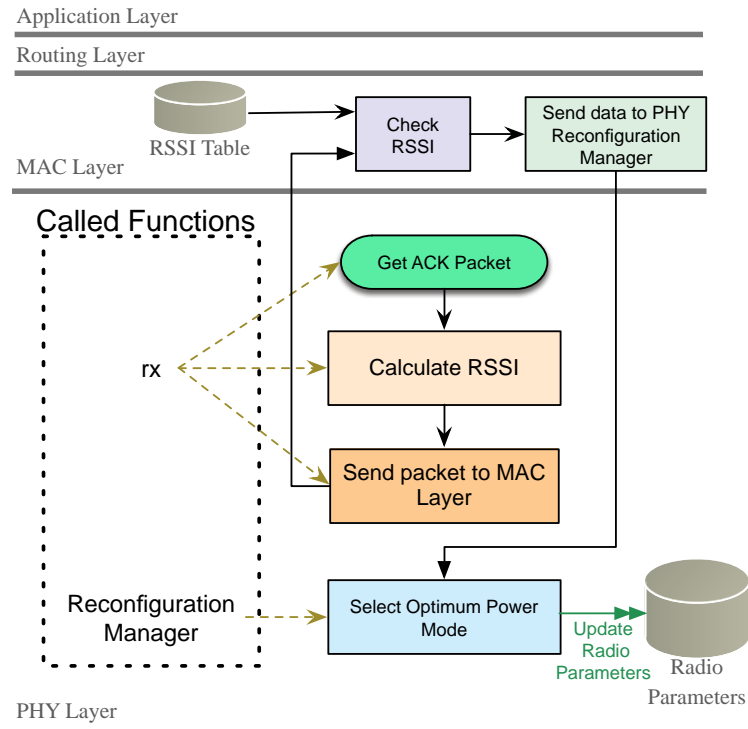 Application Layer
Routing Layer
RSSI Table
Check
RSSI
Send data to PHY
Reconfiguration
Manager
MAC Layer
Called Functions
Get ACK Packet
rx
Calculate RSSI
Send packet to MAC
Layer
Reconfiguration
Manager
Select Optimum Power
Mode
Update
Radio
Parameters
Radio
Parameters
PHY Layer